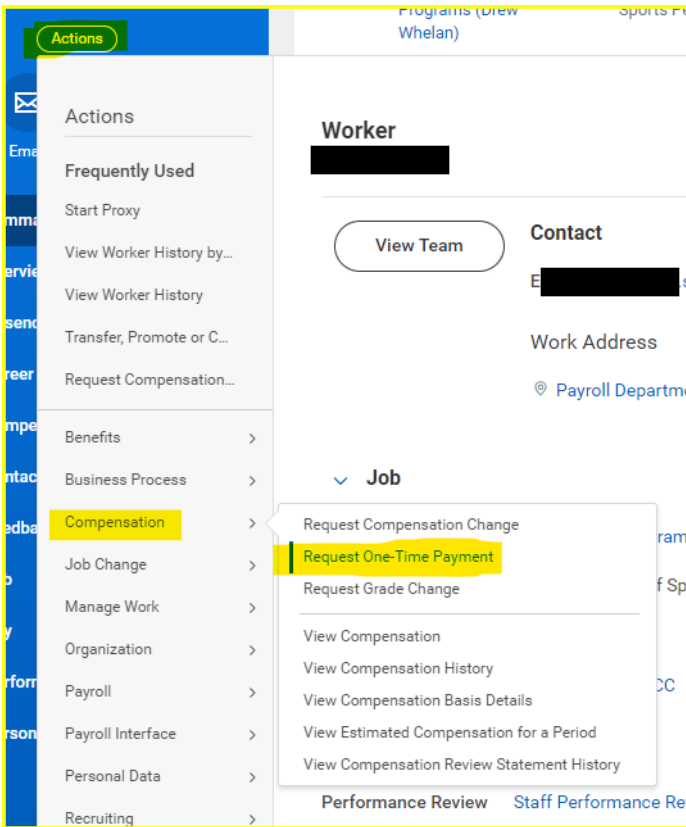 Actions
Programs (Drew
Whelan)
Actions
Frequently Used
Start Proxy
View Worker History by...
View Worker History
Transfer, Promote or C...
Request Compensation...
Benefits
Business Process
Compensation
Job Change
Manage Work
Organization
Payroll
Payroll Interface
Personal Data
Recruiting
Request Compensation Change
Request One-Time Payment
Request Grade Change
View Compensation
View Compensation History
View Compensation Basis Details
View Estimated Compensation for a Period
View Compensation Review Statement History
Worker
View Team
Contact
Work Address
Payroll
Job
Performance Review Staff Performance